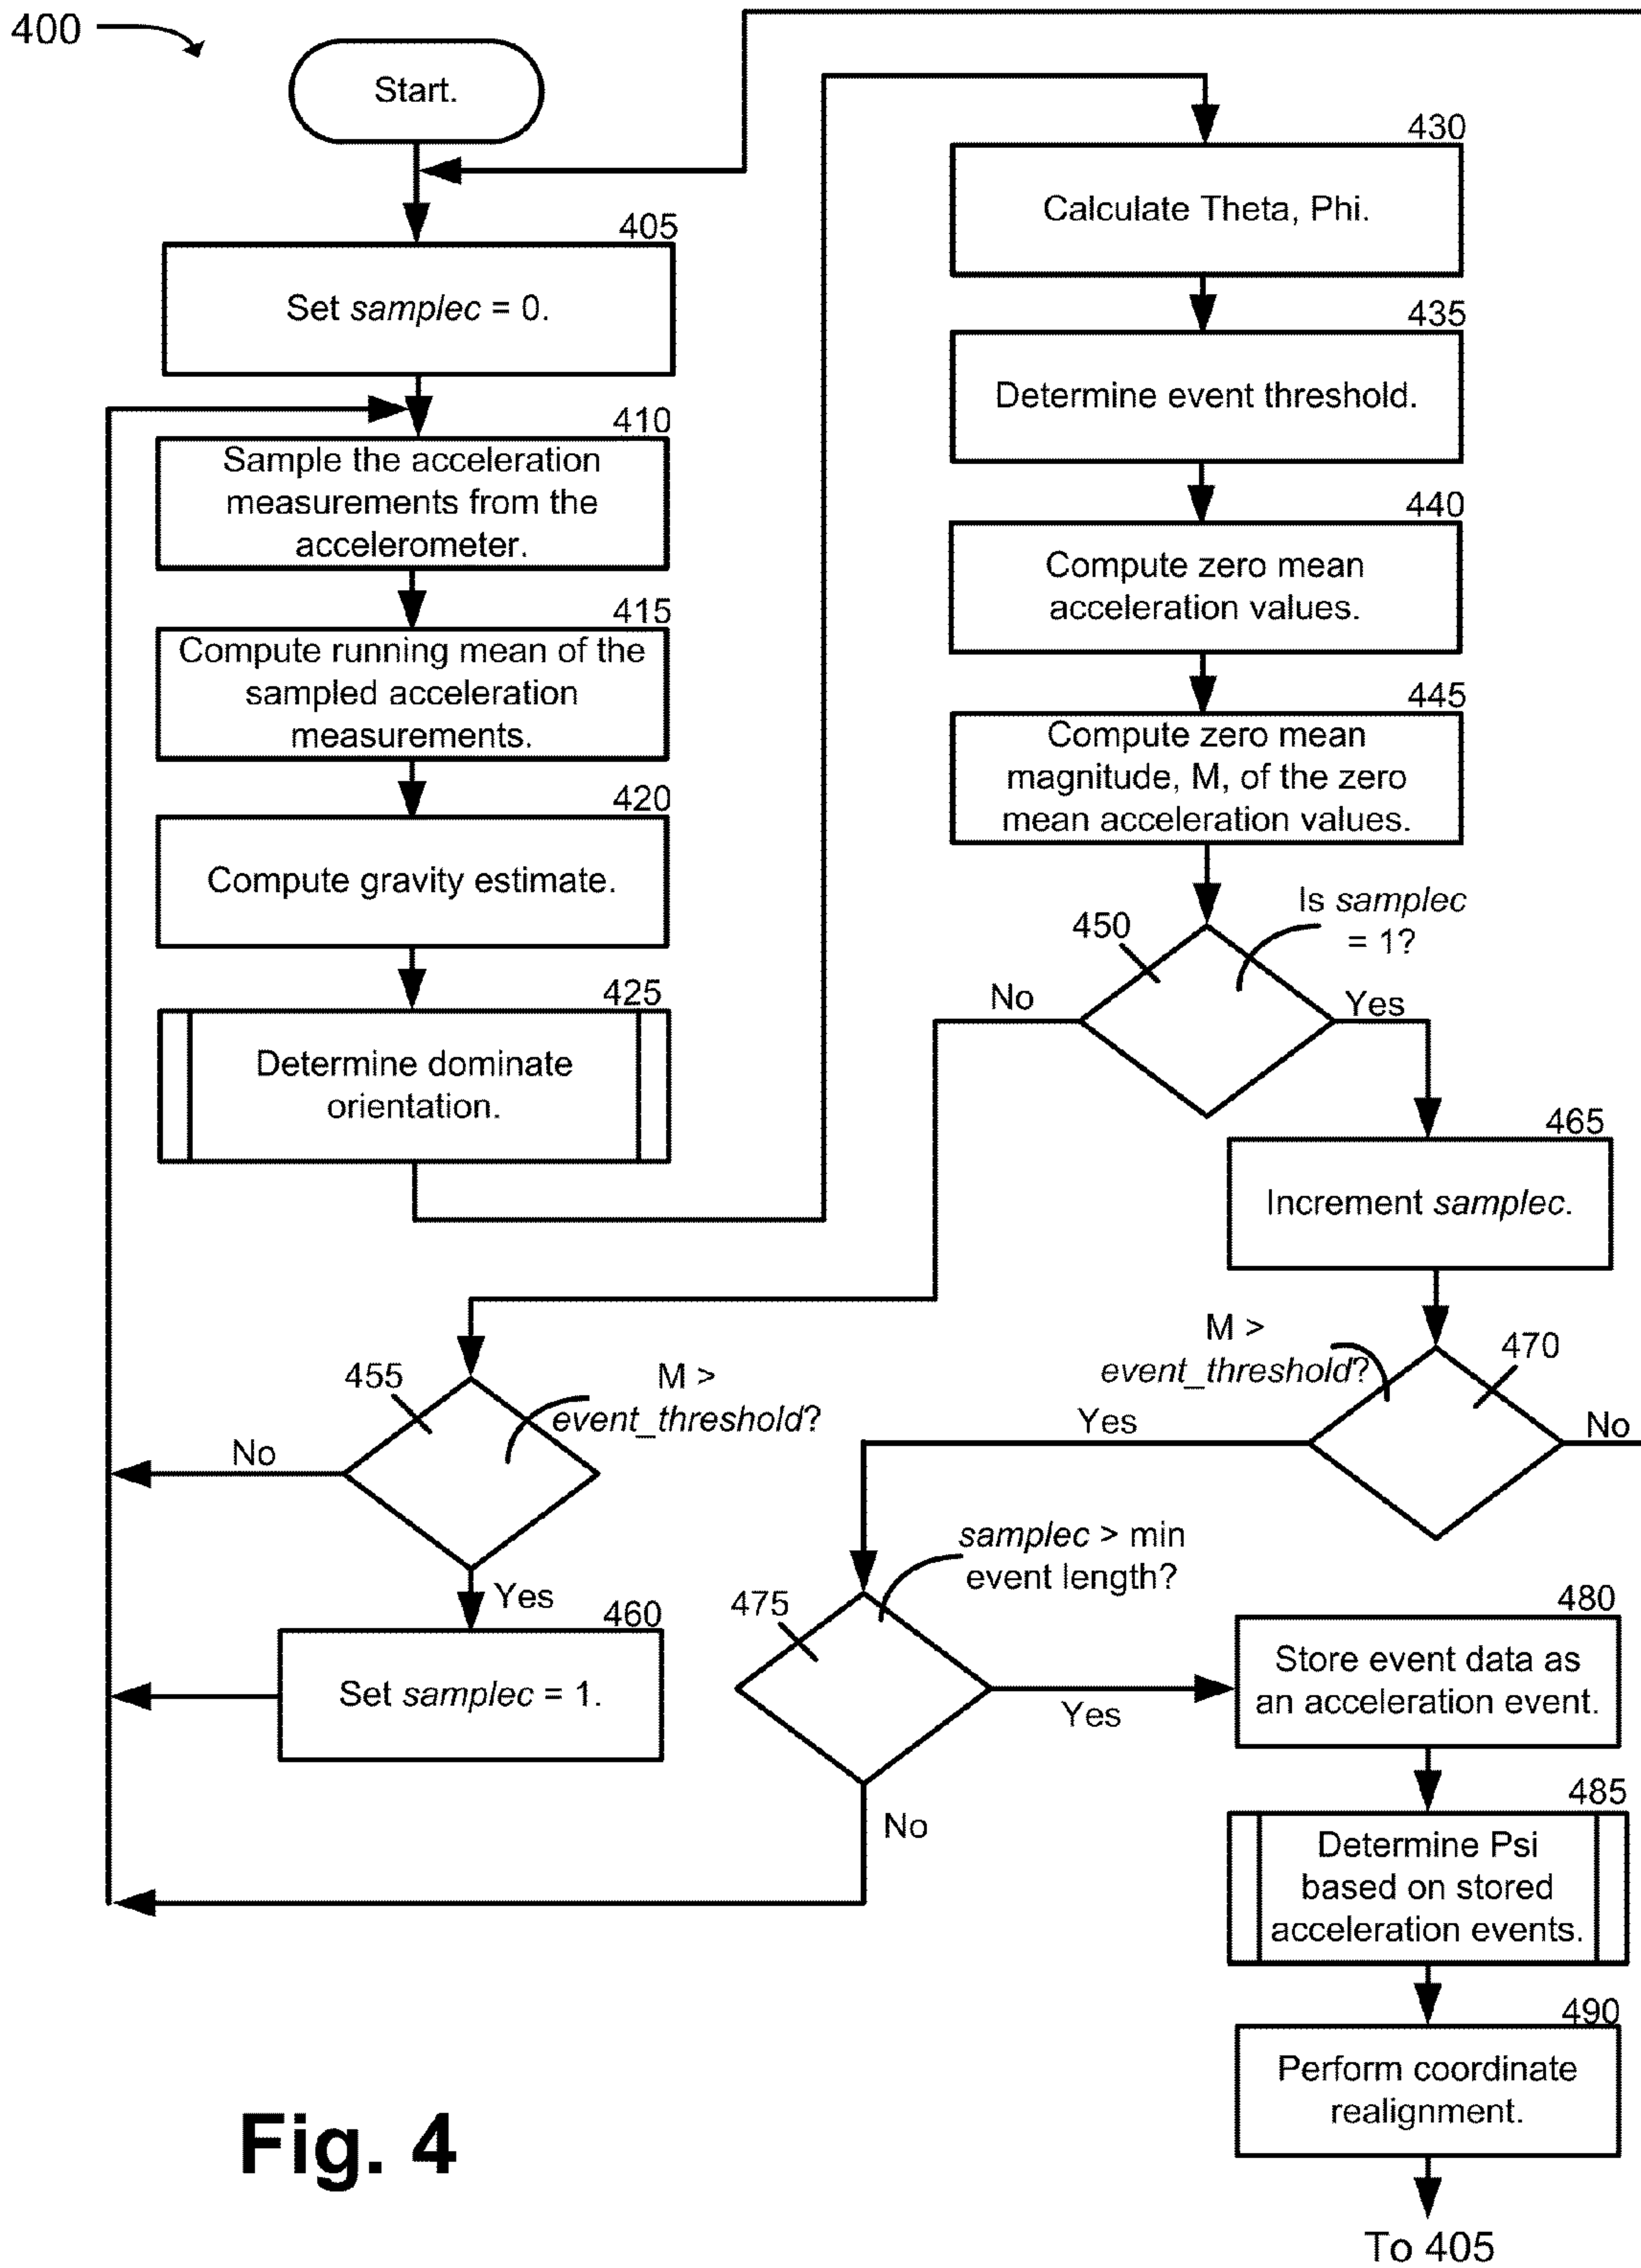 400
Start.
405
Set samplec = 0.
410
Sample the acceleration
measurements from the
accelerometer.
415
Compute running mean of the
sampled acceleration
measurements.
420
Compute gravity estimate.
425
Determine dominate
orientation.
430
Calculate Theta, Phi.
435
Determine event threshold.
440
Compute zero mean
acceleration values.
445
Compute zero mean
magnitude, M, of the zero
mean acceleration values.
450
Is samplec
= 1?
No
Yes
455
M >
event_threshold?
No
Yes
460
Set samplec = 1.
465
Increment samplec.
M >
event_threshold?
470
Yes
No
samplec > min
event length?
475
Yes
No
480
Store event data as
an acceleration event.
485
Determine Psi
based on stored
acceleration events.
490
Perform coordinate
realignment.
To 405
Fig. 4